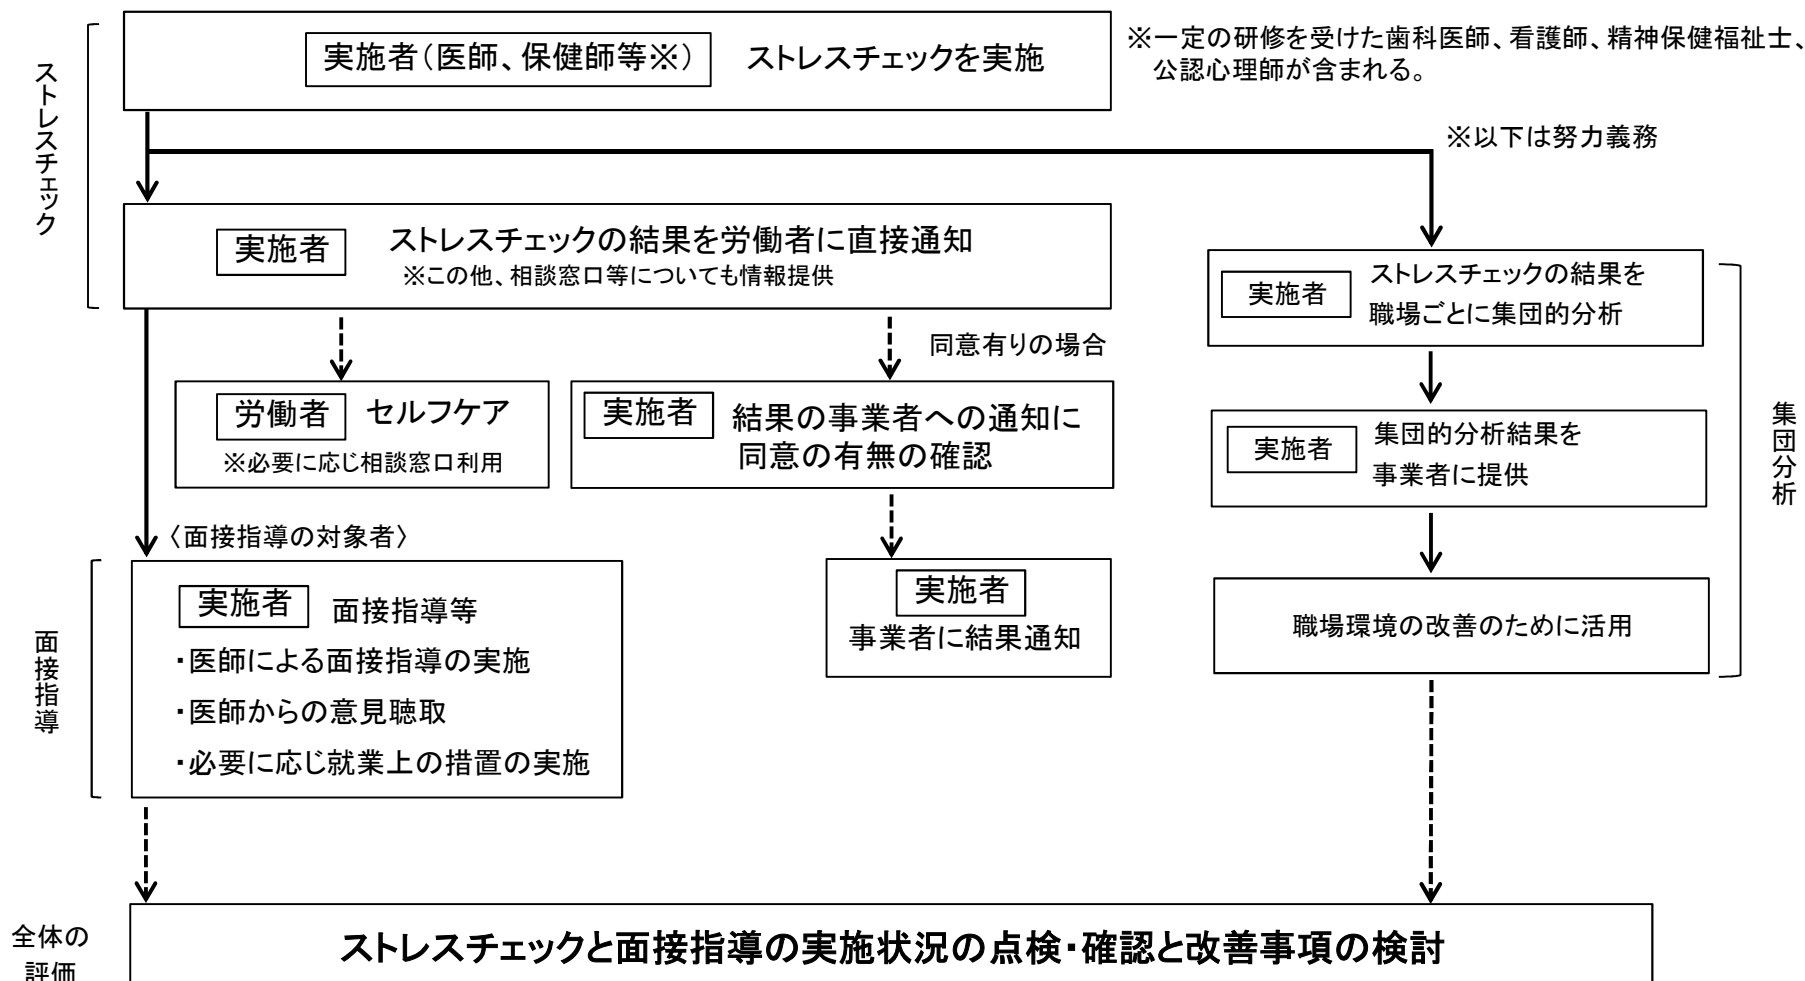 ストレスチェック
実施者（医師、保健師等※）
ストレスチェックを実施
※一定の研修を受けた歯科医師、看護師、精神保健福祉士、
公認心理師が含まれる。
※以下は努力義務
実施者
ストレスチェックの結果を労働者に直接通知
※この他、相談窓口等についても情報提供
同意有りの場合
労働者
セルフケア
※必要に応じ相談窓口利用
実施者
結果の事業者への通知に
同意の有無の確認
実施者
事業者に結果通知
集団分析
実施者
ストレスチェックの結果を
職場ごとに集団的分析
実施者
集団的分析結果を
事業者に提供
職場環境の改善のために活用
〈面接指導の対象者〉
面接指導
実施者
面接指導等
・医師による面接指導の実施
・医師からの意見聴取
・必要に応じ就業上の措置の実施
全体の
評価
ストレスチェックと面接指導の実施状況の点検・確認と改善事項の検討